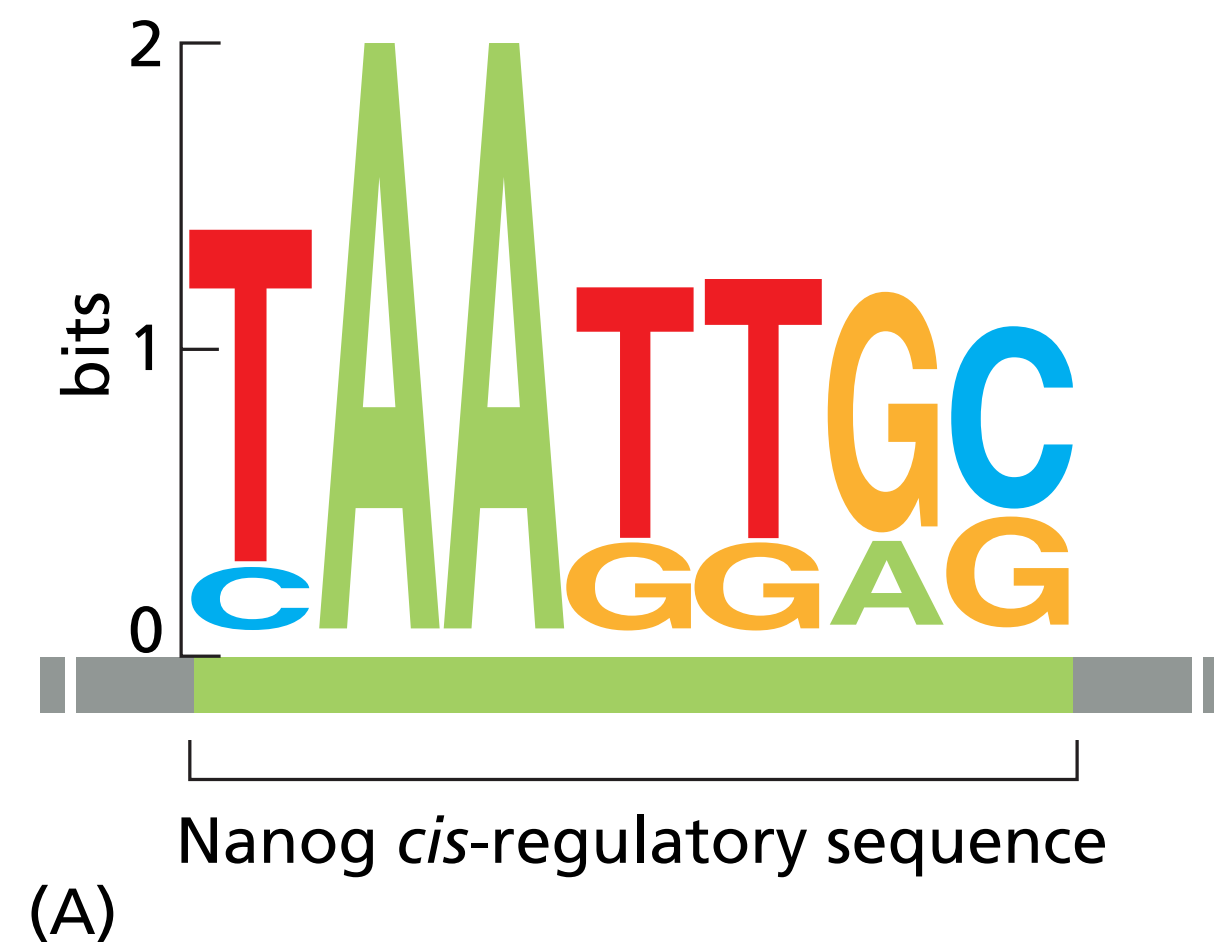 2
bits
1
0
TAATTGC
CGGAG
Nanog cis-regulatory sequence
(A)